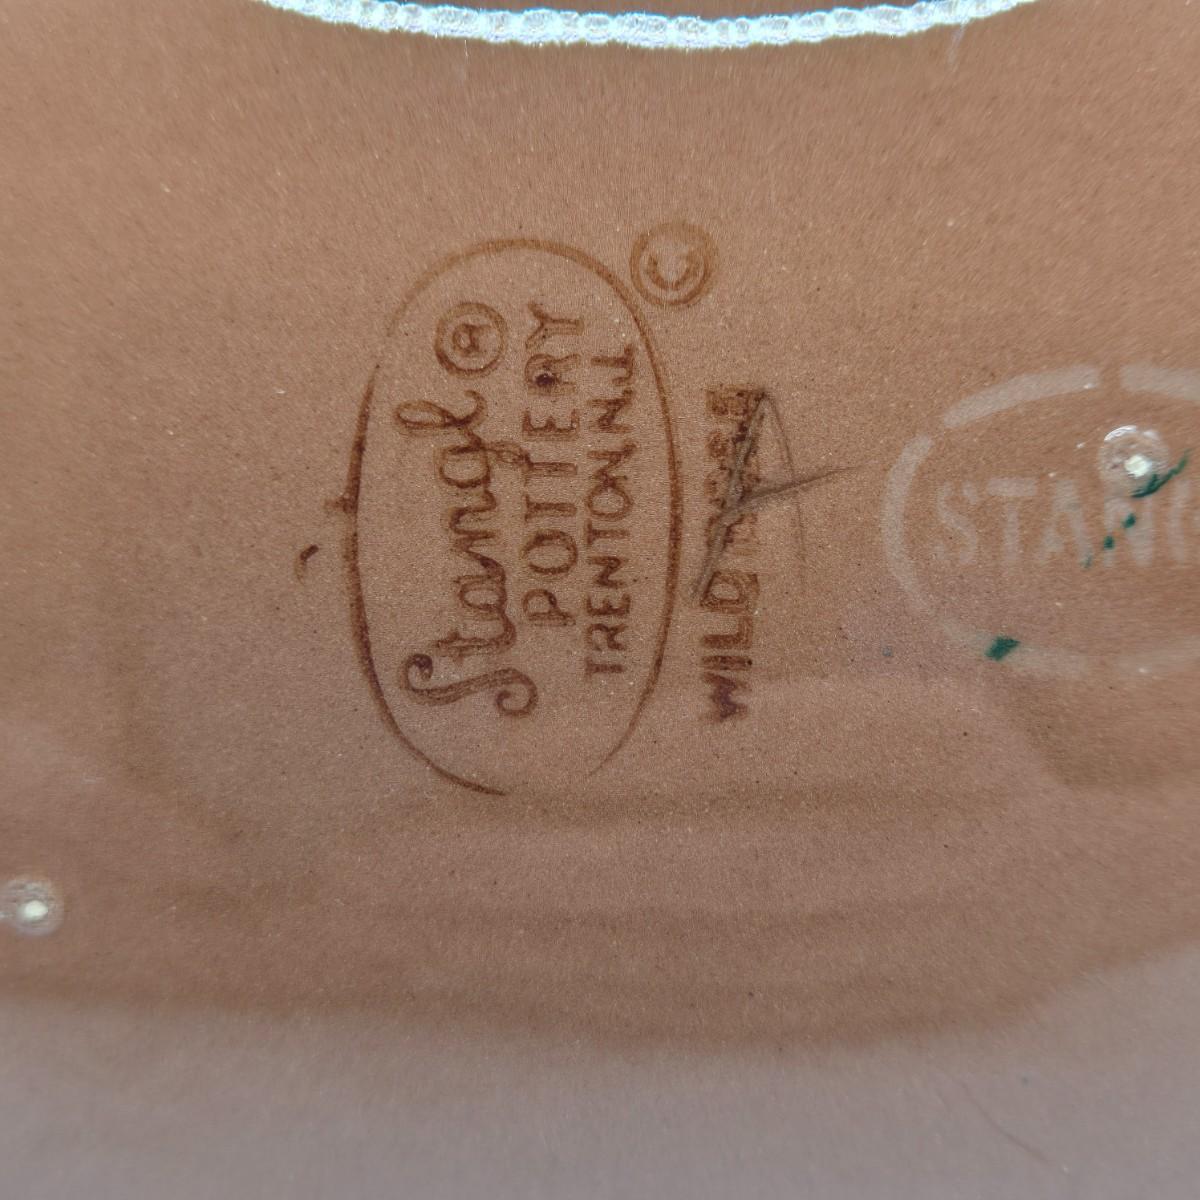 Stangl ®
POTTERY
TRENTON N.J.
©
WILD ROSE
STANG